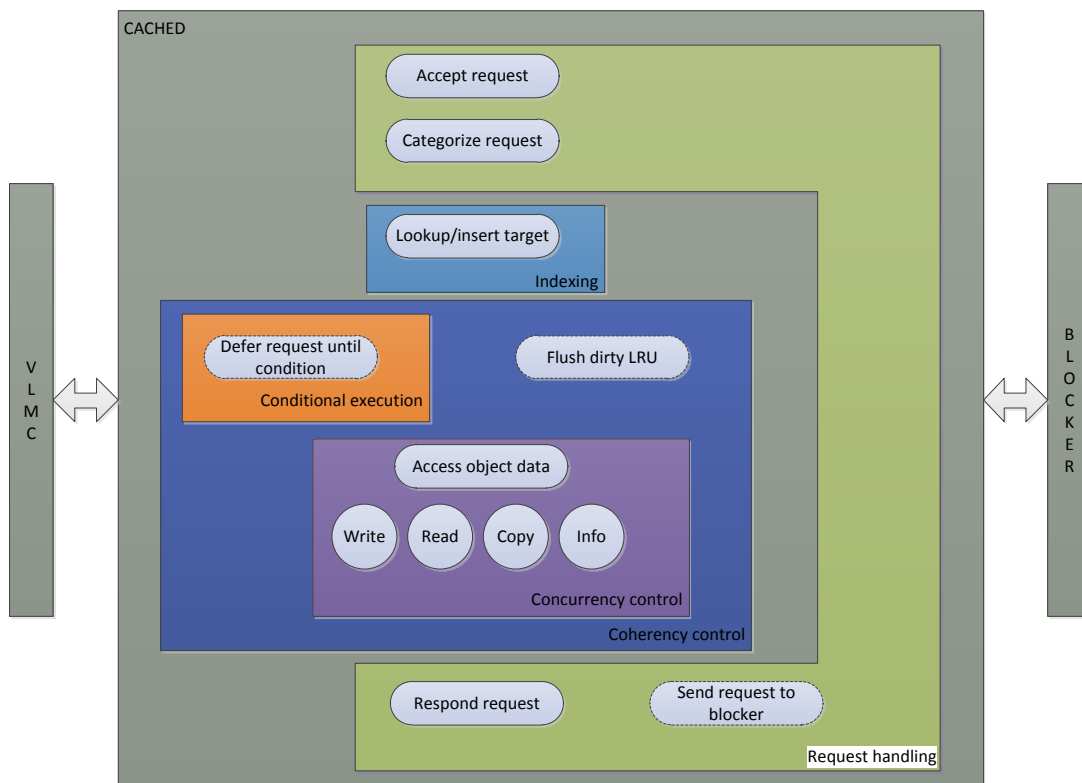 CACHED
Accept request
Categorize request
Lookup/insert target
Indexing
Defer request until
condition
Flush dirty LRU
Conditional execution
V
L
M
C
B
L
O
C
K
E
R
Access object data
Write
Read
Copy
Info
Concurrency control
Coherency control
Respond request
Send request to
blocker
Request handling